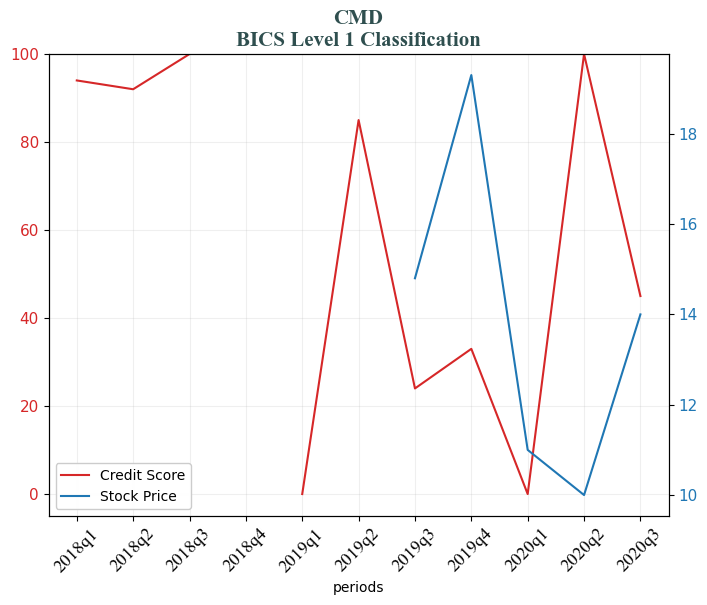 CMD
BICS Level 1 Classification
100
80
60
40
20
0
18
16
14
12
10
Credit Score
Stock Price
2018q1
2018q2
2018q3
2018q4
2019q1
2019q2
2019q3
2019q4
2020q1
2020q2
2020q3
periods